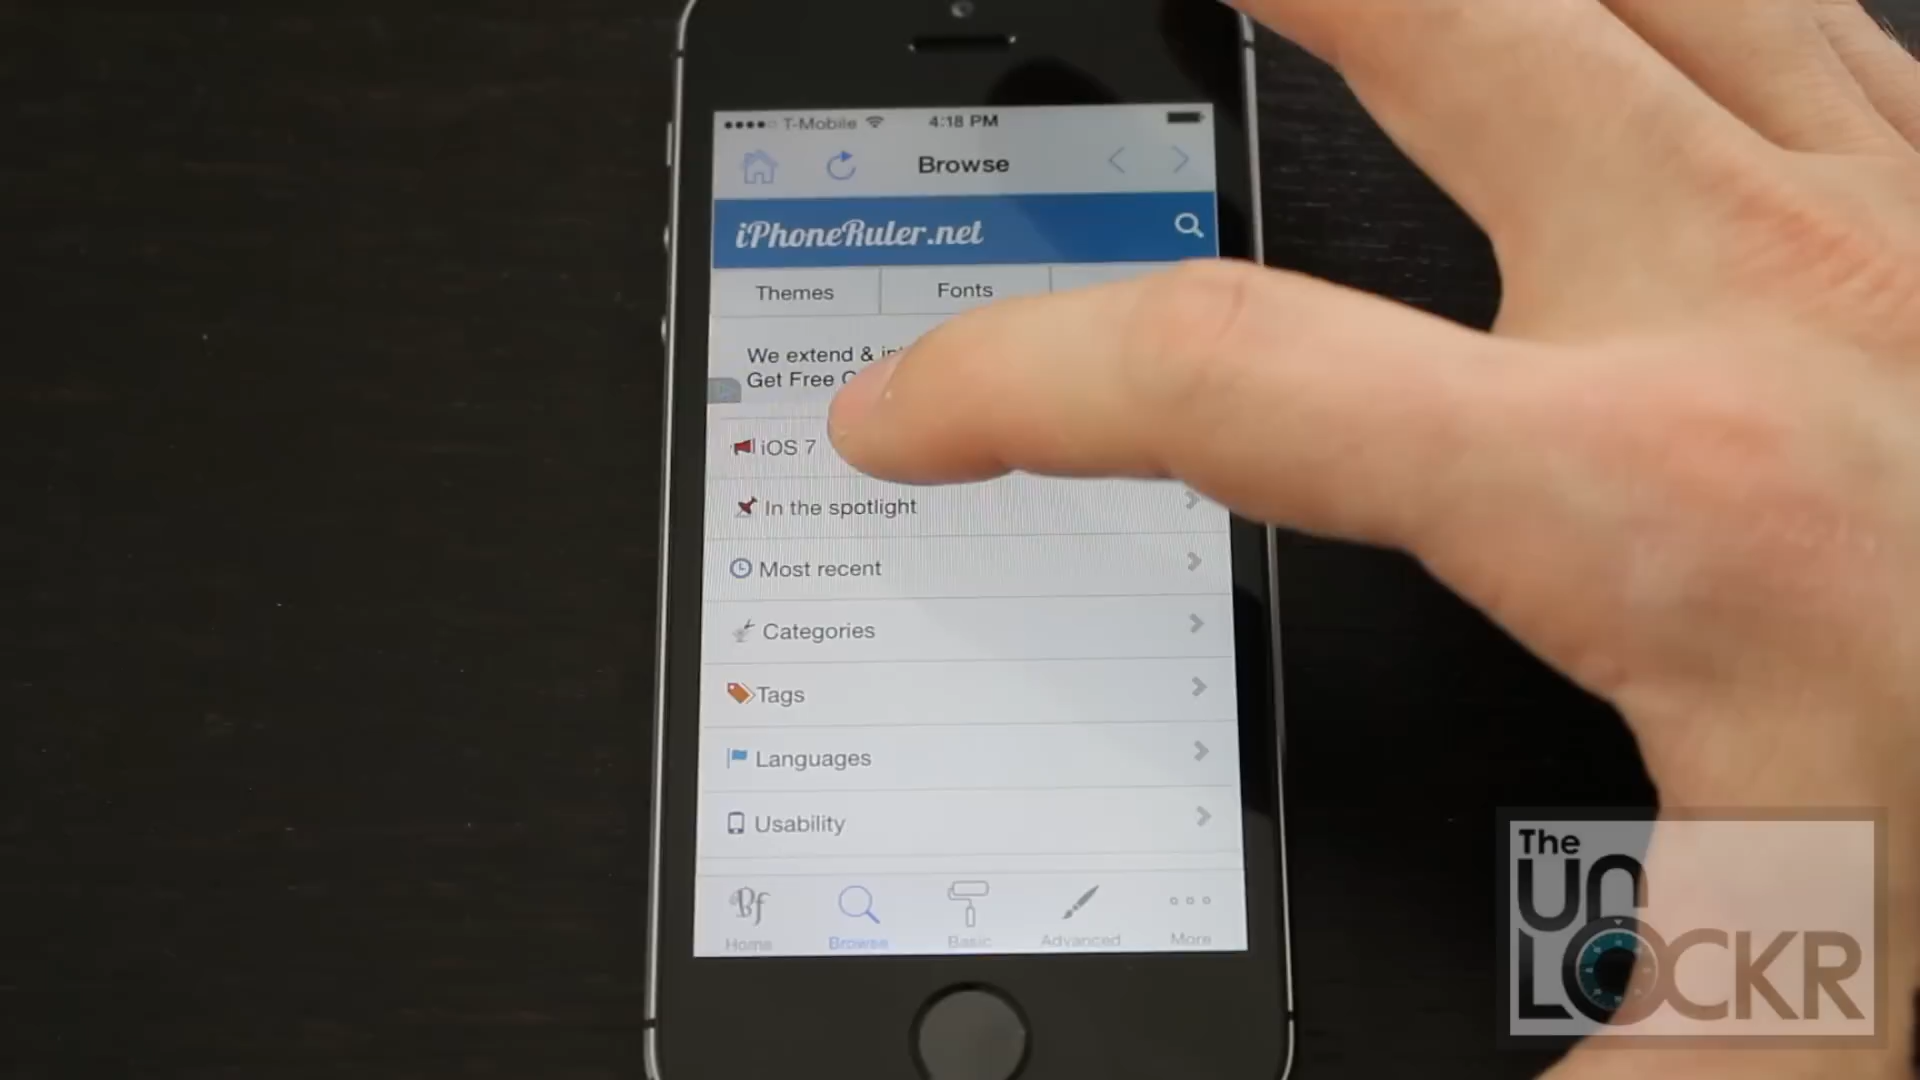 T-Mobile 4:18 PM
Browse
iPhoneRuler.net
Themes Fonts
We extend &
Get Free
iOS 7
In the spotlight
Most recent
Categories
Tags
Languages
Usability
Bf
Home Browse Basic Advanced More
The
UN
LOCKR